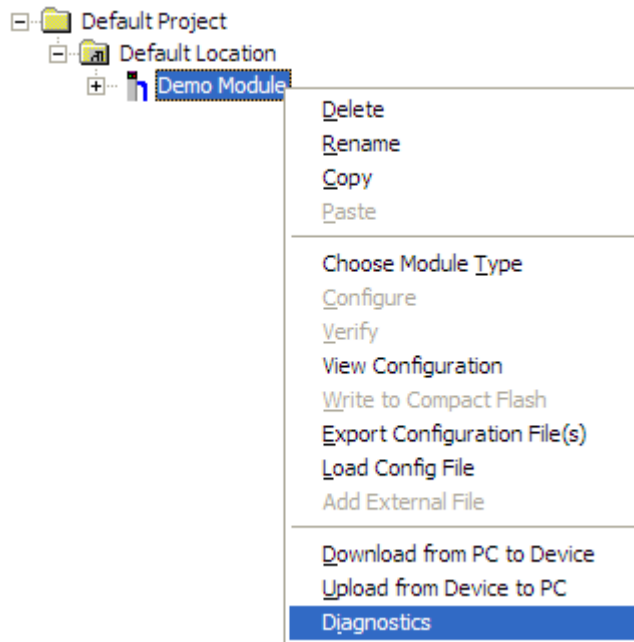 Default Project
Default Location
Demo Module
Delete
Rename
Copy
Paste
Choose Module Type
Configure
Verify
View Configuration
Write to Compact Flash
Export Configuration File(s)
Load Config File
Add External File
Download from PC to Device
Upload from Device to PC
Diagnostics